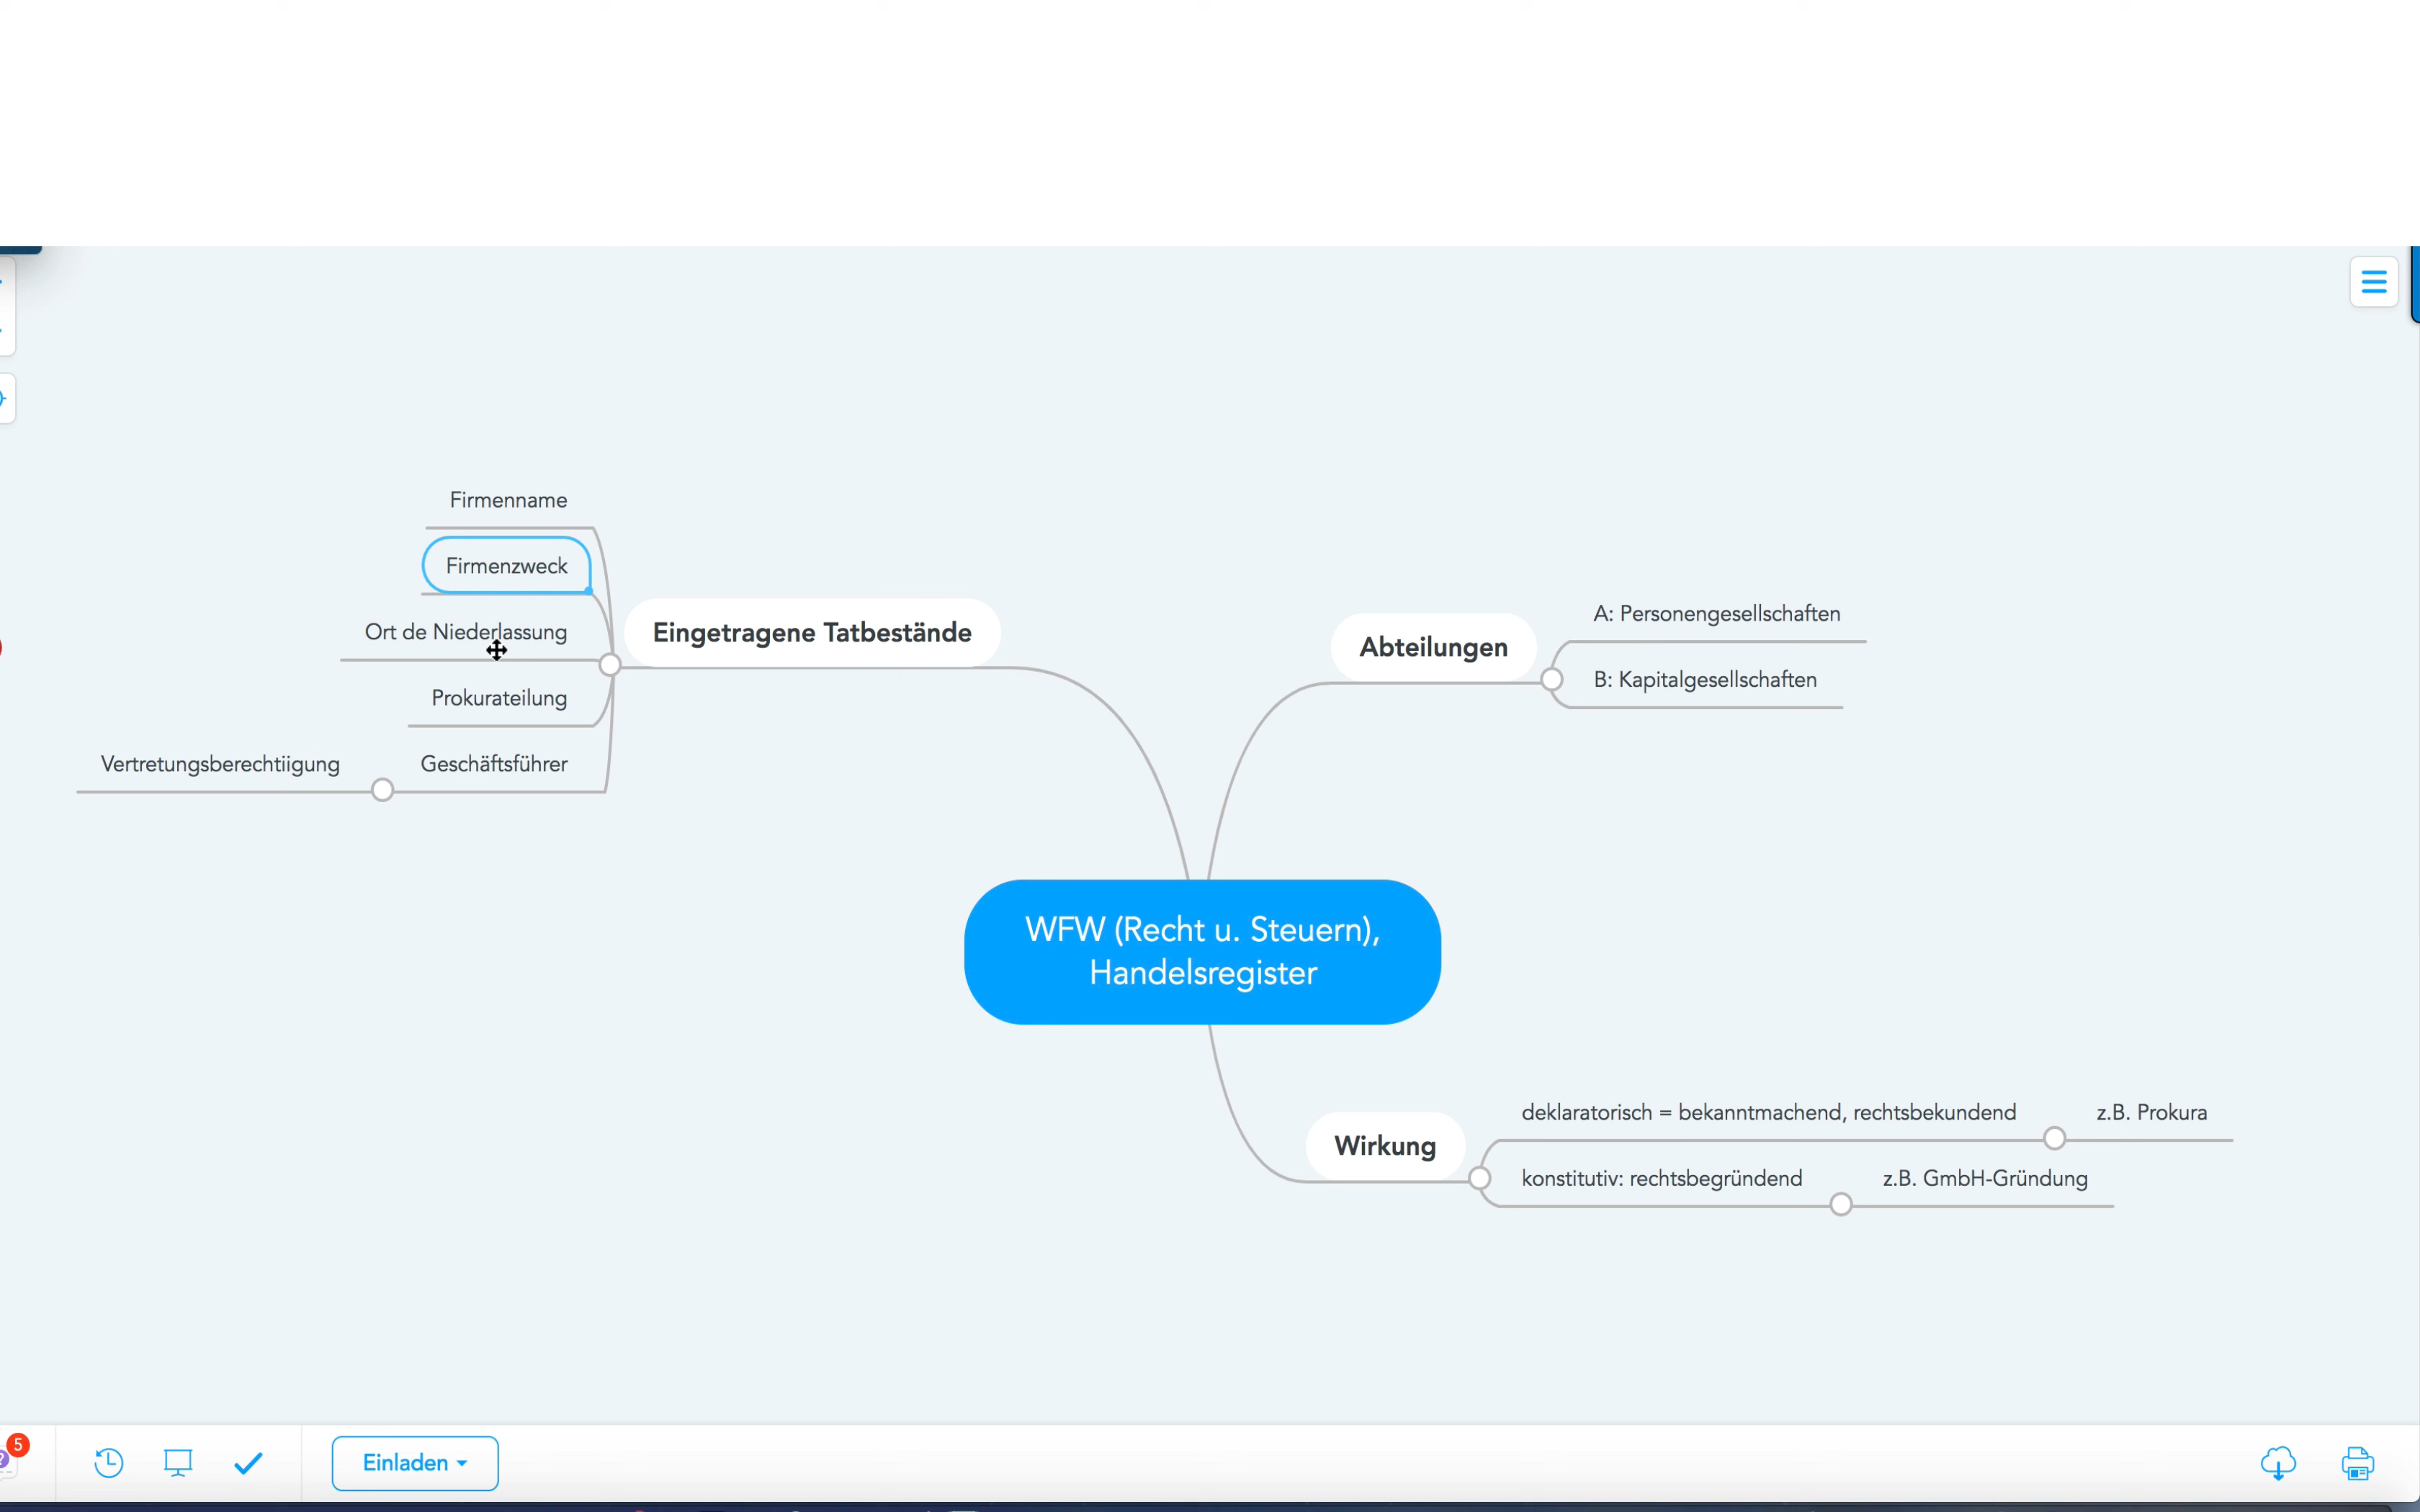 Firmenname
Firmenzweck
Ort de Niederlassung
Prokurateilung
Geschäftsführer
Vertretungsberechtiigung
Eingetragene Tatbestände
Abteilungen
A: Personengesellschaften
B: Kapitalgesellschaften
WFW (Recht u. Steuern),
Handelsregister
Wirkung
deklaratorisch = bekanntmachend, rechtsbekundend
z.B. Prokura
konstitutiv: rechtsbegründend
z.B. GmbH-Gründung
5
Einladen